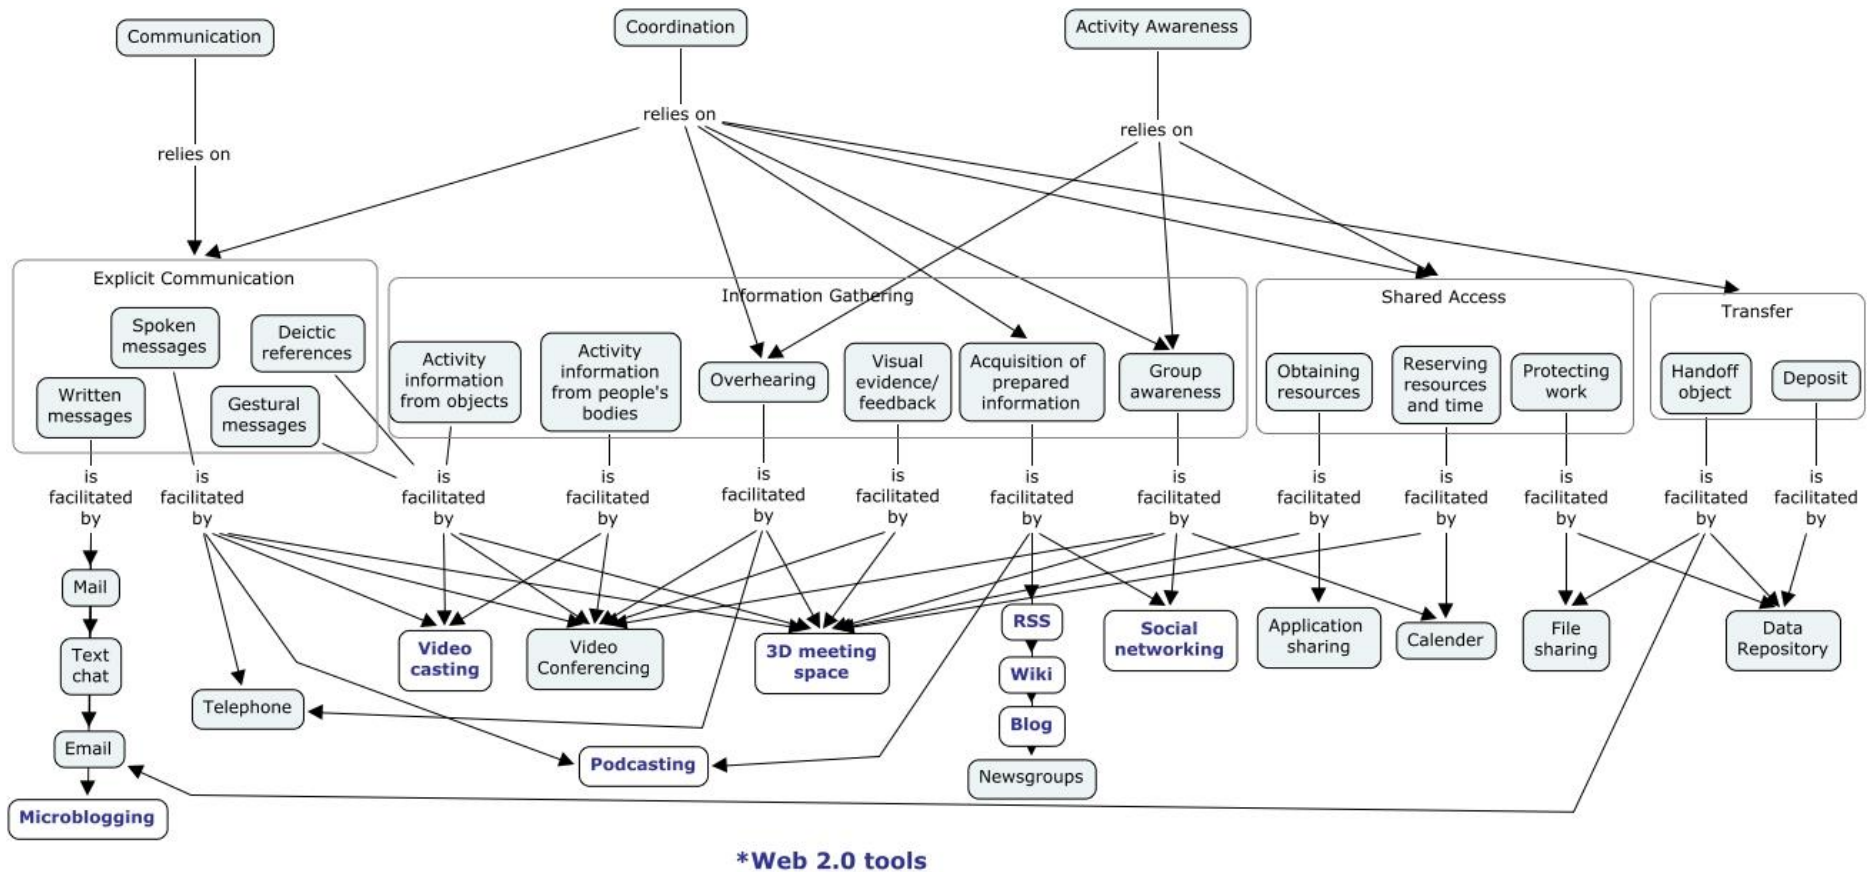 Communication
Coordination
Activity Awareness
relies on
relies on
relies on
Explicit Communication
Spoken
messages
Deictic
references
Written
messages
Gestural
messages
Information Gathering
Activity
information
from objects
Activity
information
from people's
bodies
Overhearing
Visual
evidence/
feedback
Acquisition of
prepared
information
Group
awareness
Shared Access
Obtaining
resources
Reserving
resources
and time
Protecting
work
Transfer
Handoff
object
Deposit
is
facilitated
by
is
facilitated
by
is
facilitated
by
is
facilitated
by
is
facilitated
by
is
facilitated
by
is
facilitated
by
is
facilitated
by
is
facilitated
by
is
facilitated
by
is
facilitated
by
is
facilitated
by
is
facilitated
by
Mail
Text
chat
Email
Microblogging
Telephone
Video
casting
Video
Conferencing
Podcasting
3D meeting
space
RSS
Wiki
Blog
Newsgroups
Social
networking
Application
sharing
Calender
File
sharing
Data
Repository
*Web 2.0 tools